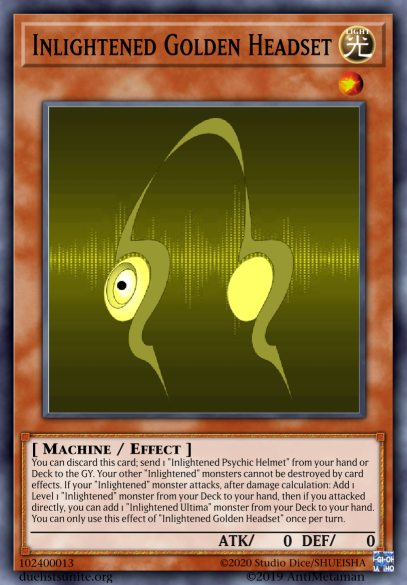 INLIGHTENED GOLDEN HEADSET
LIGHT
光
[ MACHINE / EFFECT ]
You can discard this card; send 1 "Inlightened Psychic Helmet" from your hand or
Deck to the GY. Your other "Inlightened" monsters cannot be destroyed by card
effects. If your "Inlightened" monster attacks, after damage calculation: Add 1
Level 1 "Inlightened" monster from your Deck to your hand, then if you attacked
directly, you can add 1 "Inlightened Ultima" monster from your Deck to your hand.
You can only use this effect of "Inlightened Golden Headset" once per turn.
ATK/ 0 DEF/ 0
102400013 ©2020 Studio Dice/SHUEISHA
duelistsunite.org ©2019 AntiMetaman